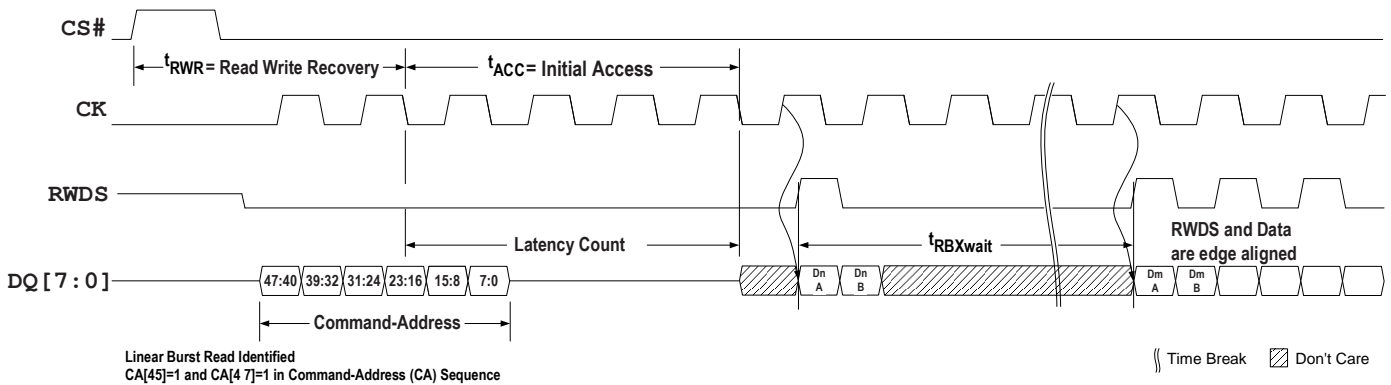 CS#
tRWR= Read Write Recovery
tACC= Initial Access
CK
RWDS
Latency Count
tRBXwait
RWDS and Data
are edge aligned
DQ[7:0]
47:40 39:32 31:24 23:16 15:8 7:0
Dn A
Dn B
Dm A
Dm B
Command-Address
Linear Burst Read Identified
CA[45]=1 and CA[4 7]=1 in Command-Address (CA) Sequence
Time Break
Don't Care